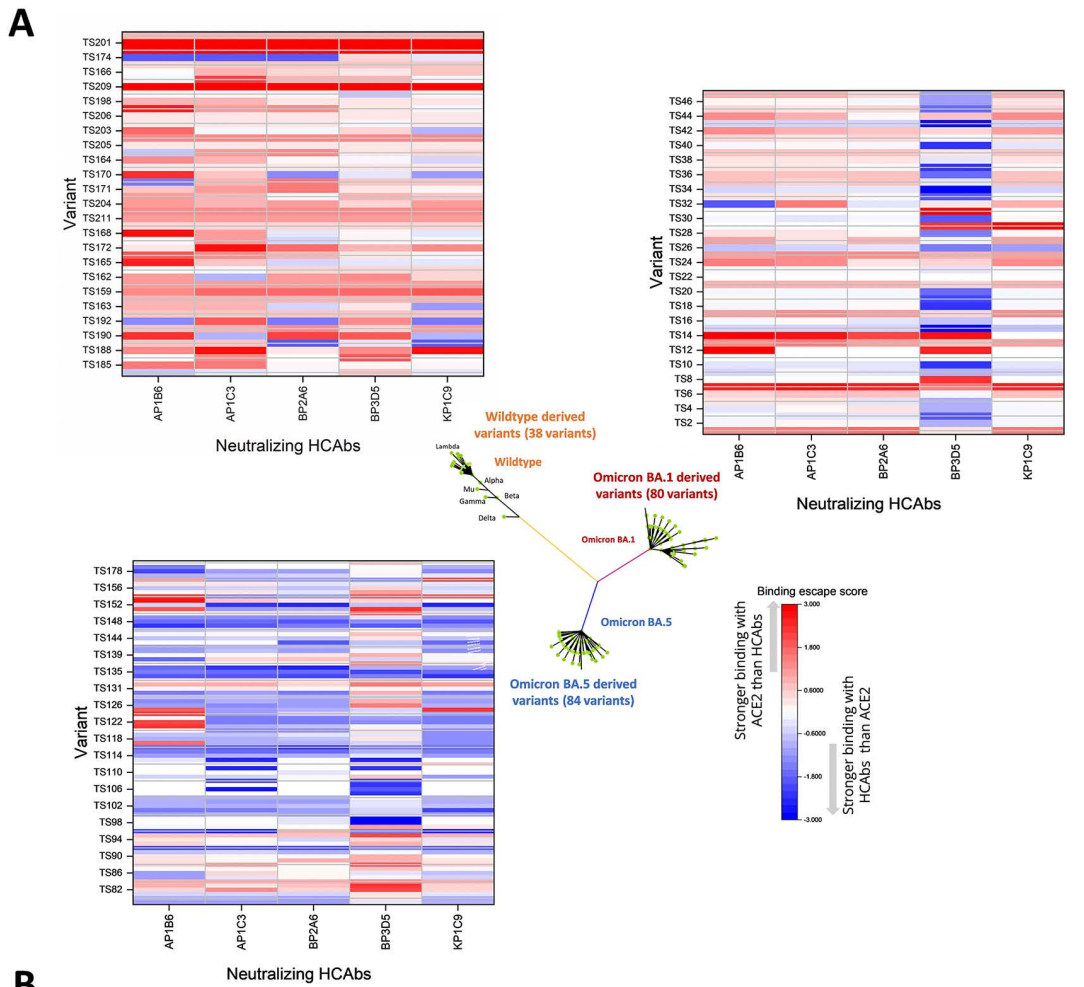 A
TS201
TS174
TS166
TS209
TS198
TS206
TS203
TS205
TS164
TS170
TS171
TS204
TS211
TS168
TS172
TS165
TS162
TS159
TS163
TS192
TS190
TS188
TS185
Variant
AP1B6
AP1C3
BP2A6
BP3D5
KP1C9
Neutralizing HCAbs
TS46
TS44
TS42
TS40
TS38
TS36
TS34
TS32
TS30
TS28
TS26
TS24
TS22
TS20
TS18
TS16
TS14
TS12
TS10
TS8
TS6
TS4
TS2
Variant
AP1B6
AP1C3
BP2A6
BP3D5
KP1C9
Neutralizing HCAbs
Wildtype derived
variants (38 variants)
Lambda
Wildtype
Alpha
Mu
Beta
Gamma
Delta
Omicron BA.1 derived
variants (80 variants)
Omicron BA.1
Omicron BA.5
Omicron BA.5 derived
variants (84 variants)
TS178
TS156
TS152
TS148
TS144
TS139
TS135
TS131
TS126
TS122
TS118
TS114
TS110
TS106
TS102
TS98
TS94
TS90
TS86
TS82
Variant
AP1B6
AP1C3
BP2A6
BP3D5
KP1C9
Neutralizing HCAbs
Binding escape score
3.000
1.800
0.6000
-0.6000
-1.800
-3.000
Stronger binding with
ACE2 than HCAbs
Stronger binding with
HCAbs than ACE2
B